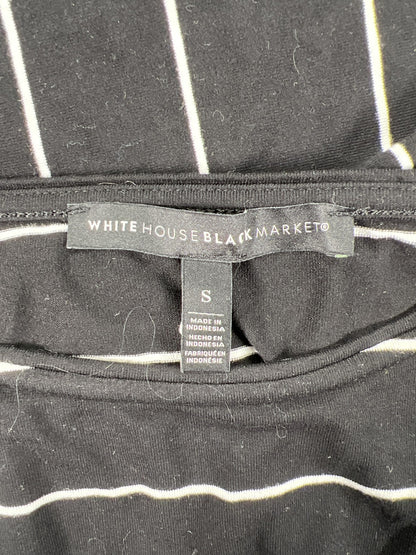 WHITE HOUSE BLACK MARKET®
S
MADE IN
INDONESIA
HECHO EN
INDONESIA
FABRIQUÉ EN
INDONÉSIE